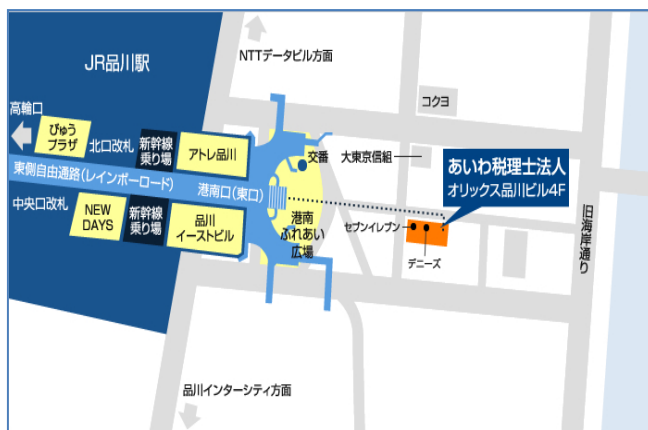 NTTデータビル方面
JR品川駅
高輪口
びゅう
プラザ
北口改札
新幹線
乗り場
アトレ品川
コクヨ
交番
大東京信組
あいわ税理士法人
オリックス品川ビル4F
東側自由通路(レインボーロード)
港南口(東口)
中央口改札
NEW
DAYS
新幹線
乗り場
品川
イーストビル
港南
ふれあい
広場
セブンイレブン
デニーズ
旧海岸通り
品川インターシティ方面